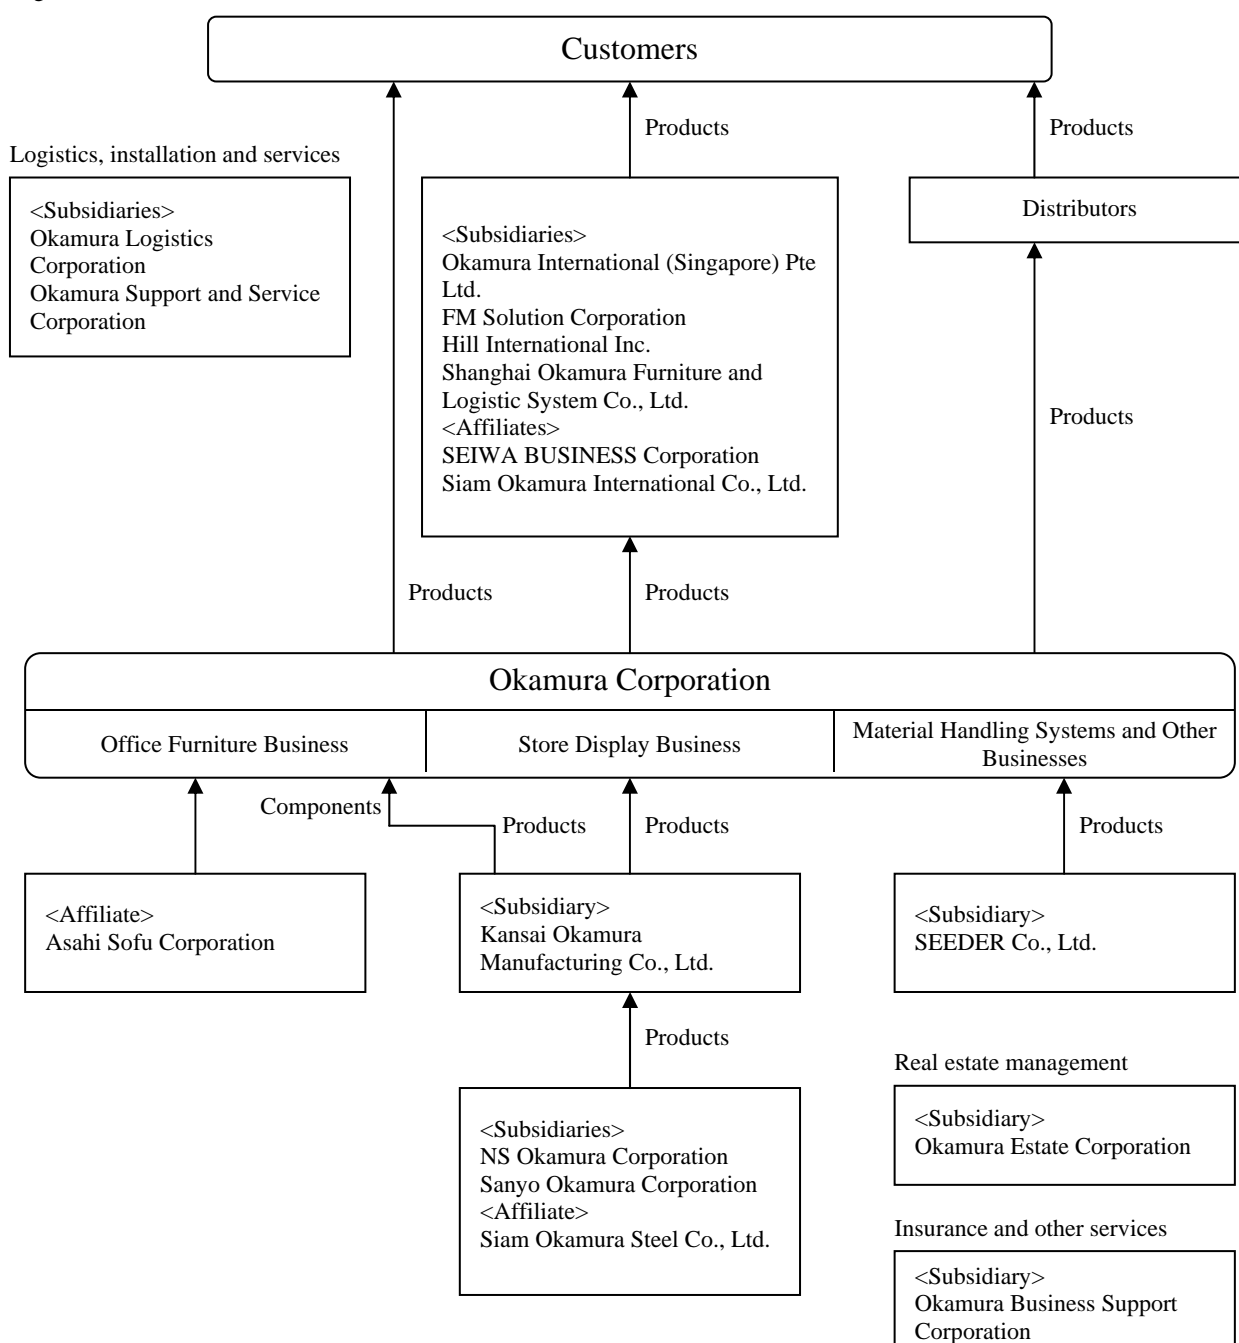 Customers
Products
Products
Logistics, installation and services
<Subsidiaries>
Okamura Logistics
Corporation
Okamura Support and Service
Corporation
<Subsidiaries>
Okamura International (Singapore) Pte
Ltd.
FM Solution Corporation
Hill International Inc.
Shanghai Okamura Furniture and
Logistic System Co., Ltd.
<Affiliates>
SEIWA BUSINESS Corporation
Siam Okamura International Co., Ltd.
Distributors
Products
Products
Products
Okamura Corporation
Office Furniture Business
Store Display Business
Material Handling Systems and Other
Businesses
Components
Products
Products
Products
<Affiliate>
Asahi Sofu Corporation
<Subsidiary>
Kansai Okamura
Manufacturing Co., Ltd.
<Subsidiary>
SEEDER Co., Ltd.
Products
<Subsidiaries>
NS Okamura Corporation
Sanyo Okamura Corporation
<Affiliate>
Siam Okamura Steel Co., Ltd.
Real estate management
<Subsidiary>
Okamura Estate Corporation
Insurance and other services
<Subsidiary>
Okamura Business Support
Corporation